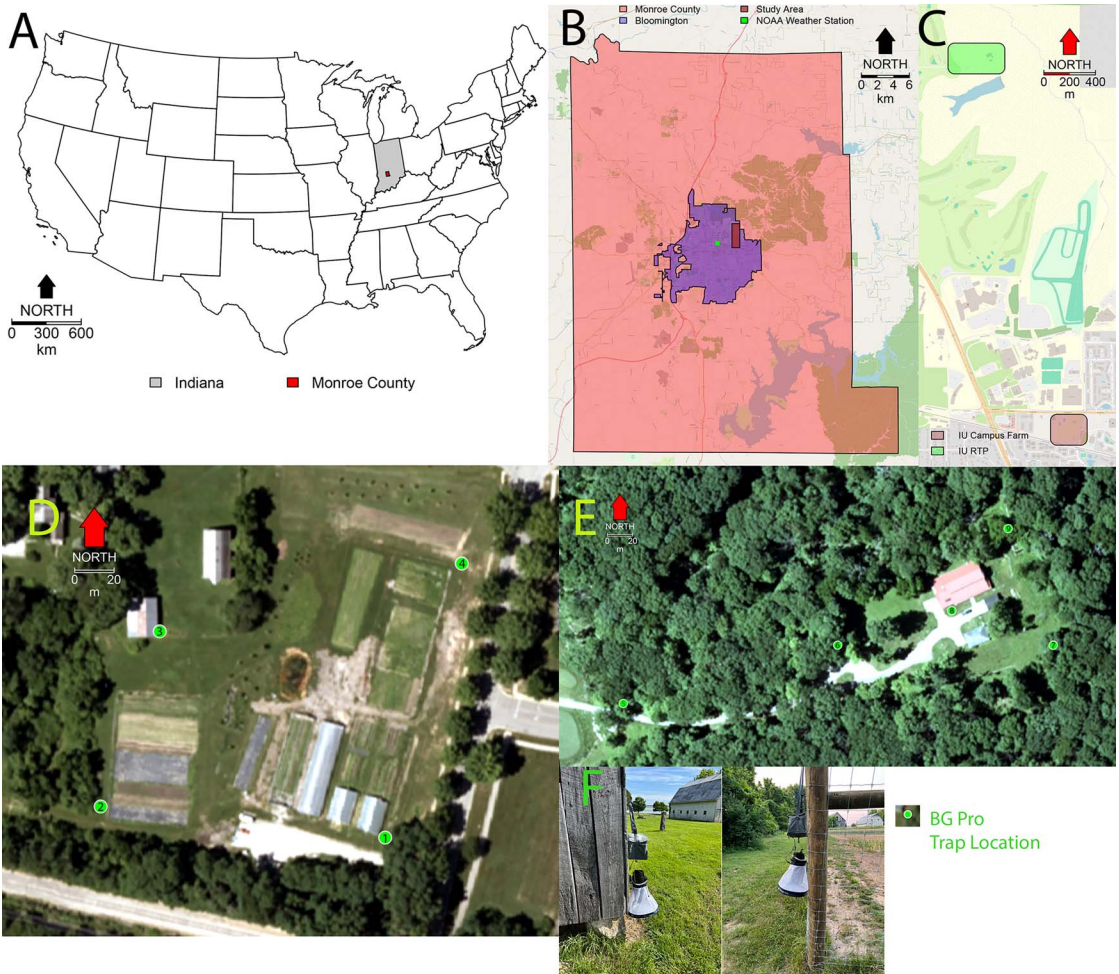 A
NORTH
0 300 600
km
Indiana
Monroe County
B
Monroe County
Bloomington
Study Area
NOAA Weather Station
NORTH
0 2 4 6
km
C
NORTH
0 200 400
m
IU Campus Farm
IU RTP
D
NORTH
0 20
m
1
2
3
4
E
NORTH
0 20
m
F
BG Pro
Trap Location